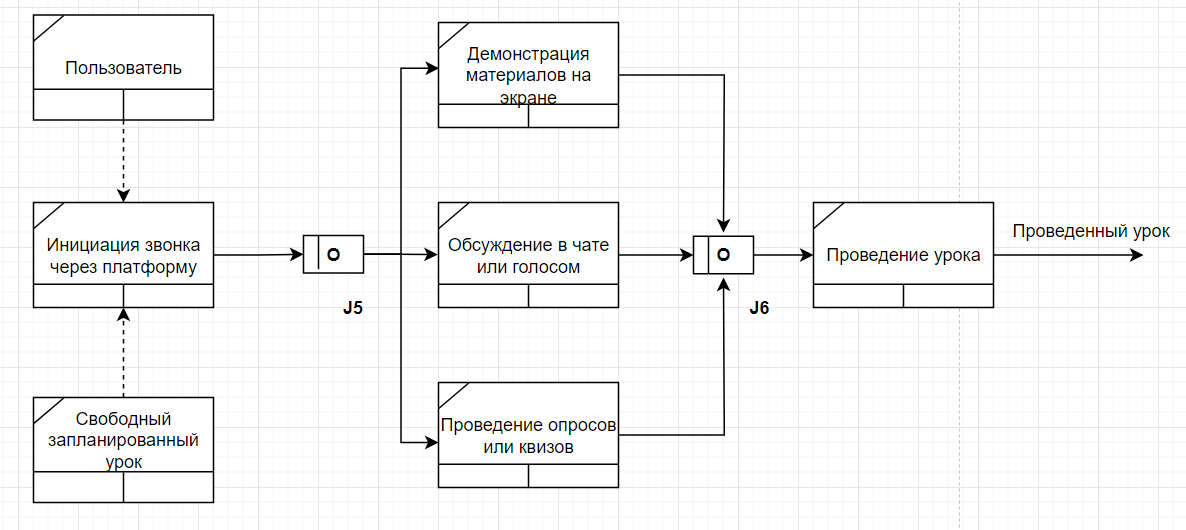 Пользователь
Инициация звонка
через платформу
Свободный
запланированный
урок
O
J5
Демонстрация
материалов на
экране
Обсуждение в чате
или голосом
Проведение опросов
или квизов
O
J6
Проведение урока
Проведенный урок